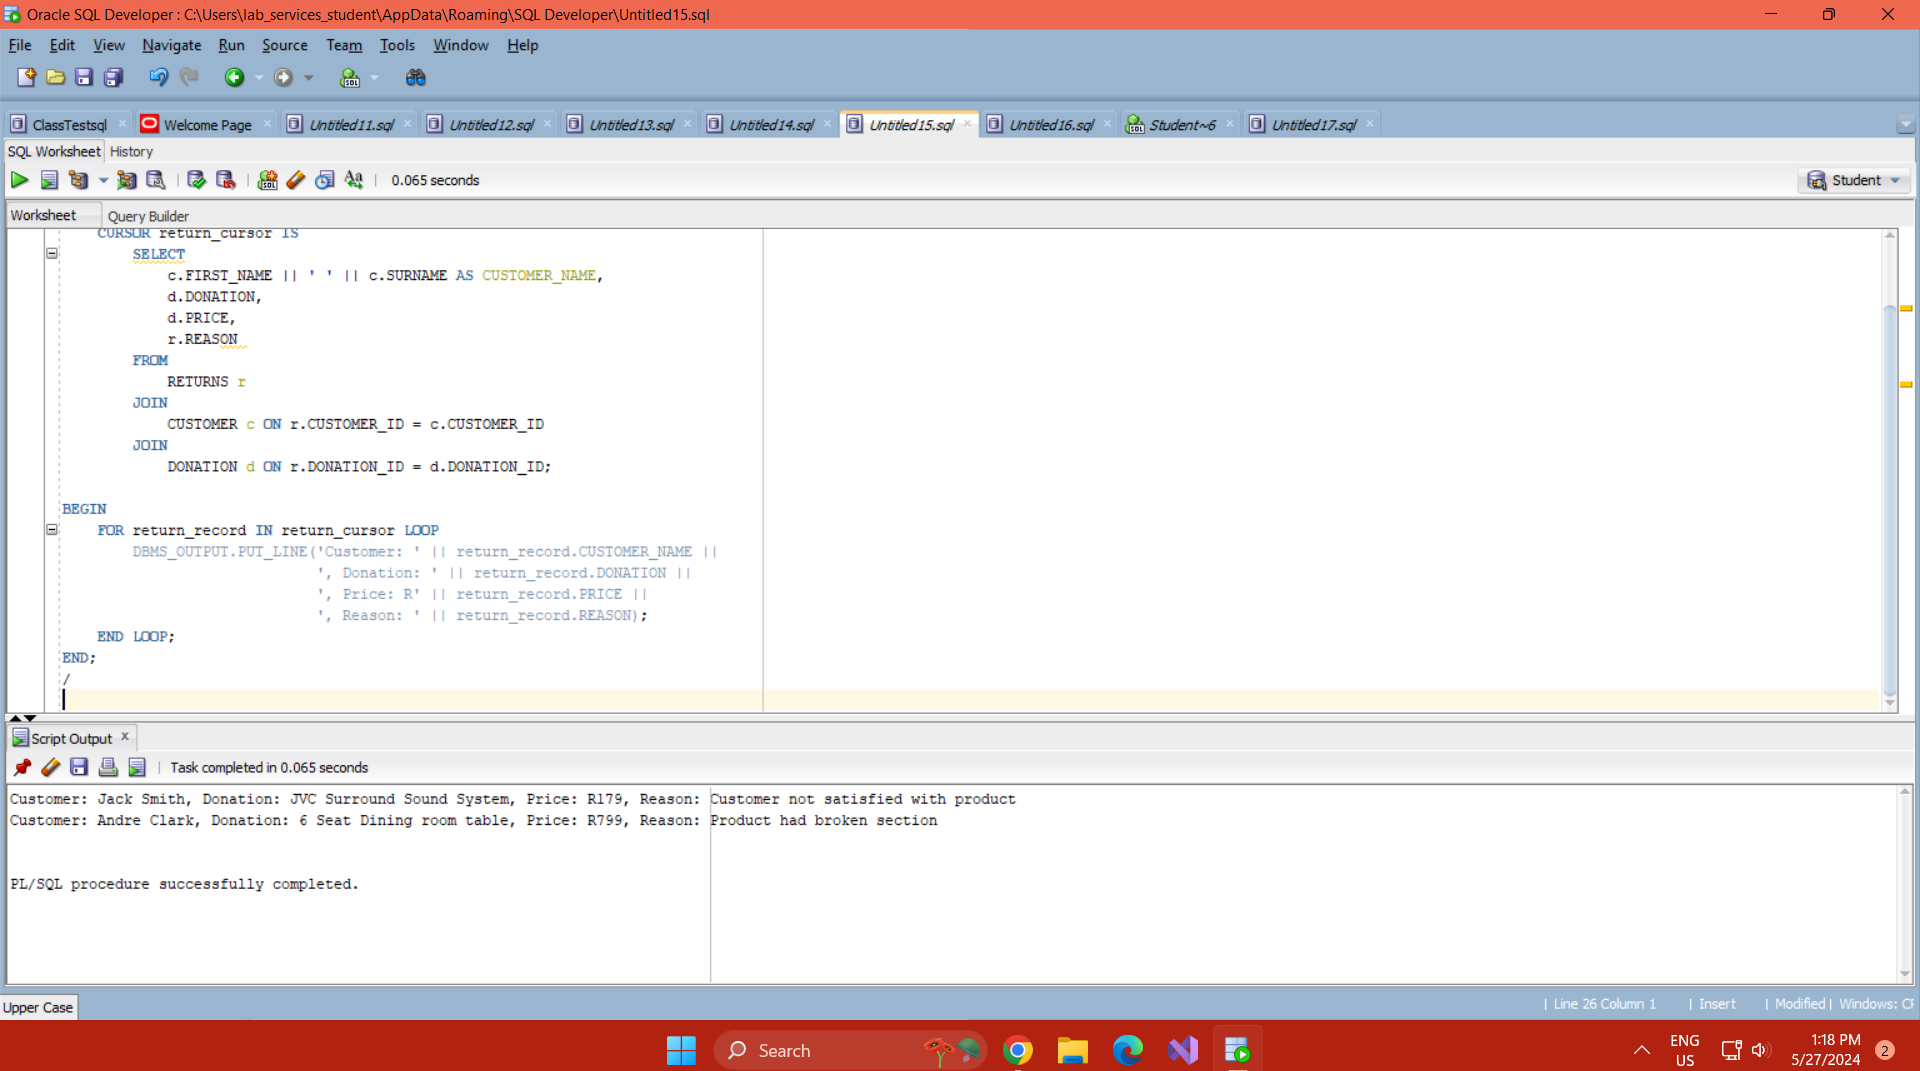 Oracle SQL Developer : C:\Users\lab_services_student\AppData\Roaming\SQL Developer\Untitled15.sql
File Edit View Navigate Run Source Team Tools Window Help
ClassTestsql Welcome Page Untitled11.sql Untitled12.sql Untitled13.sql Untitled14.sql Untitled15.sql Untitled16.sql Student~6 Untitled17.sql
SQL Worksheet History
0.065 seconds
Student
Worksheet Query Builder
CURSOR return_cursor IS
SELECT
c.FIRST_NAME || ' ' || c.SURNAME AS CUSTOMER_NAME,
d.DONATION,
d.PRICE,
r.REASON
FROM
RETURNS r
JOIN
CUSTOMER c ON r.CUSTOMER_ID = c.CUSTOMER_ID
JOIN
DONATION d ON r.DONATION_ID = d.DONATION_ID;
BEGIN
FOR return_record IN return_cursor LOOP
DBMS_OUTPUT.PUT_LINE('Customer: ' || return_record.CUSTOMER_NAME ||
', Donation: ' || return_record.DONATION ||
', Price: R' || return_record.PRICE ||
', Reason: ' || return_record.REASON);
END LOOP;
END;
/
Script Output
Task completed in 0.065 seconds
Customer: Jack Smith, Donation: JVC Surround Sound System, Price: R179, Reason: Customer not satisfied with product
Customer: Andre Clark, Donation: 6 Seat Dining room table, Price: R799, Reason: Product had broken section
PL/SQL procedure successfully completed.
Upper Case
| Line 26 Column 1 | Insert | Modified | Windows:
Search
ENG
US
1:18 PM
5/27/2024
2